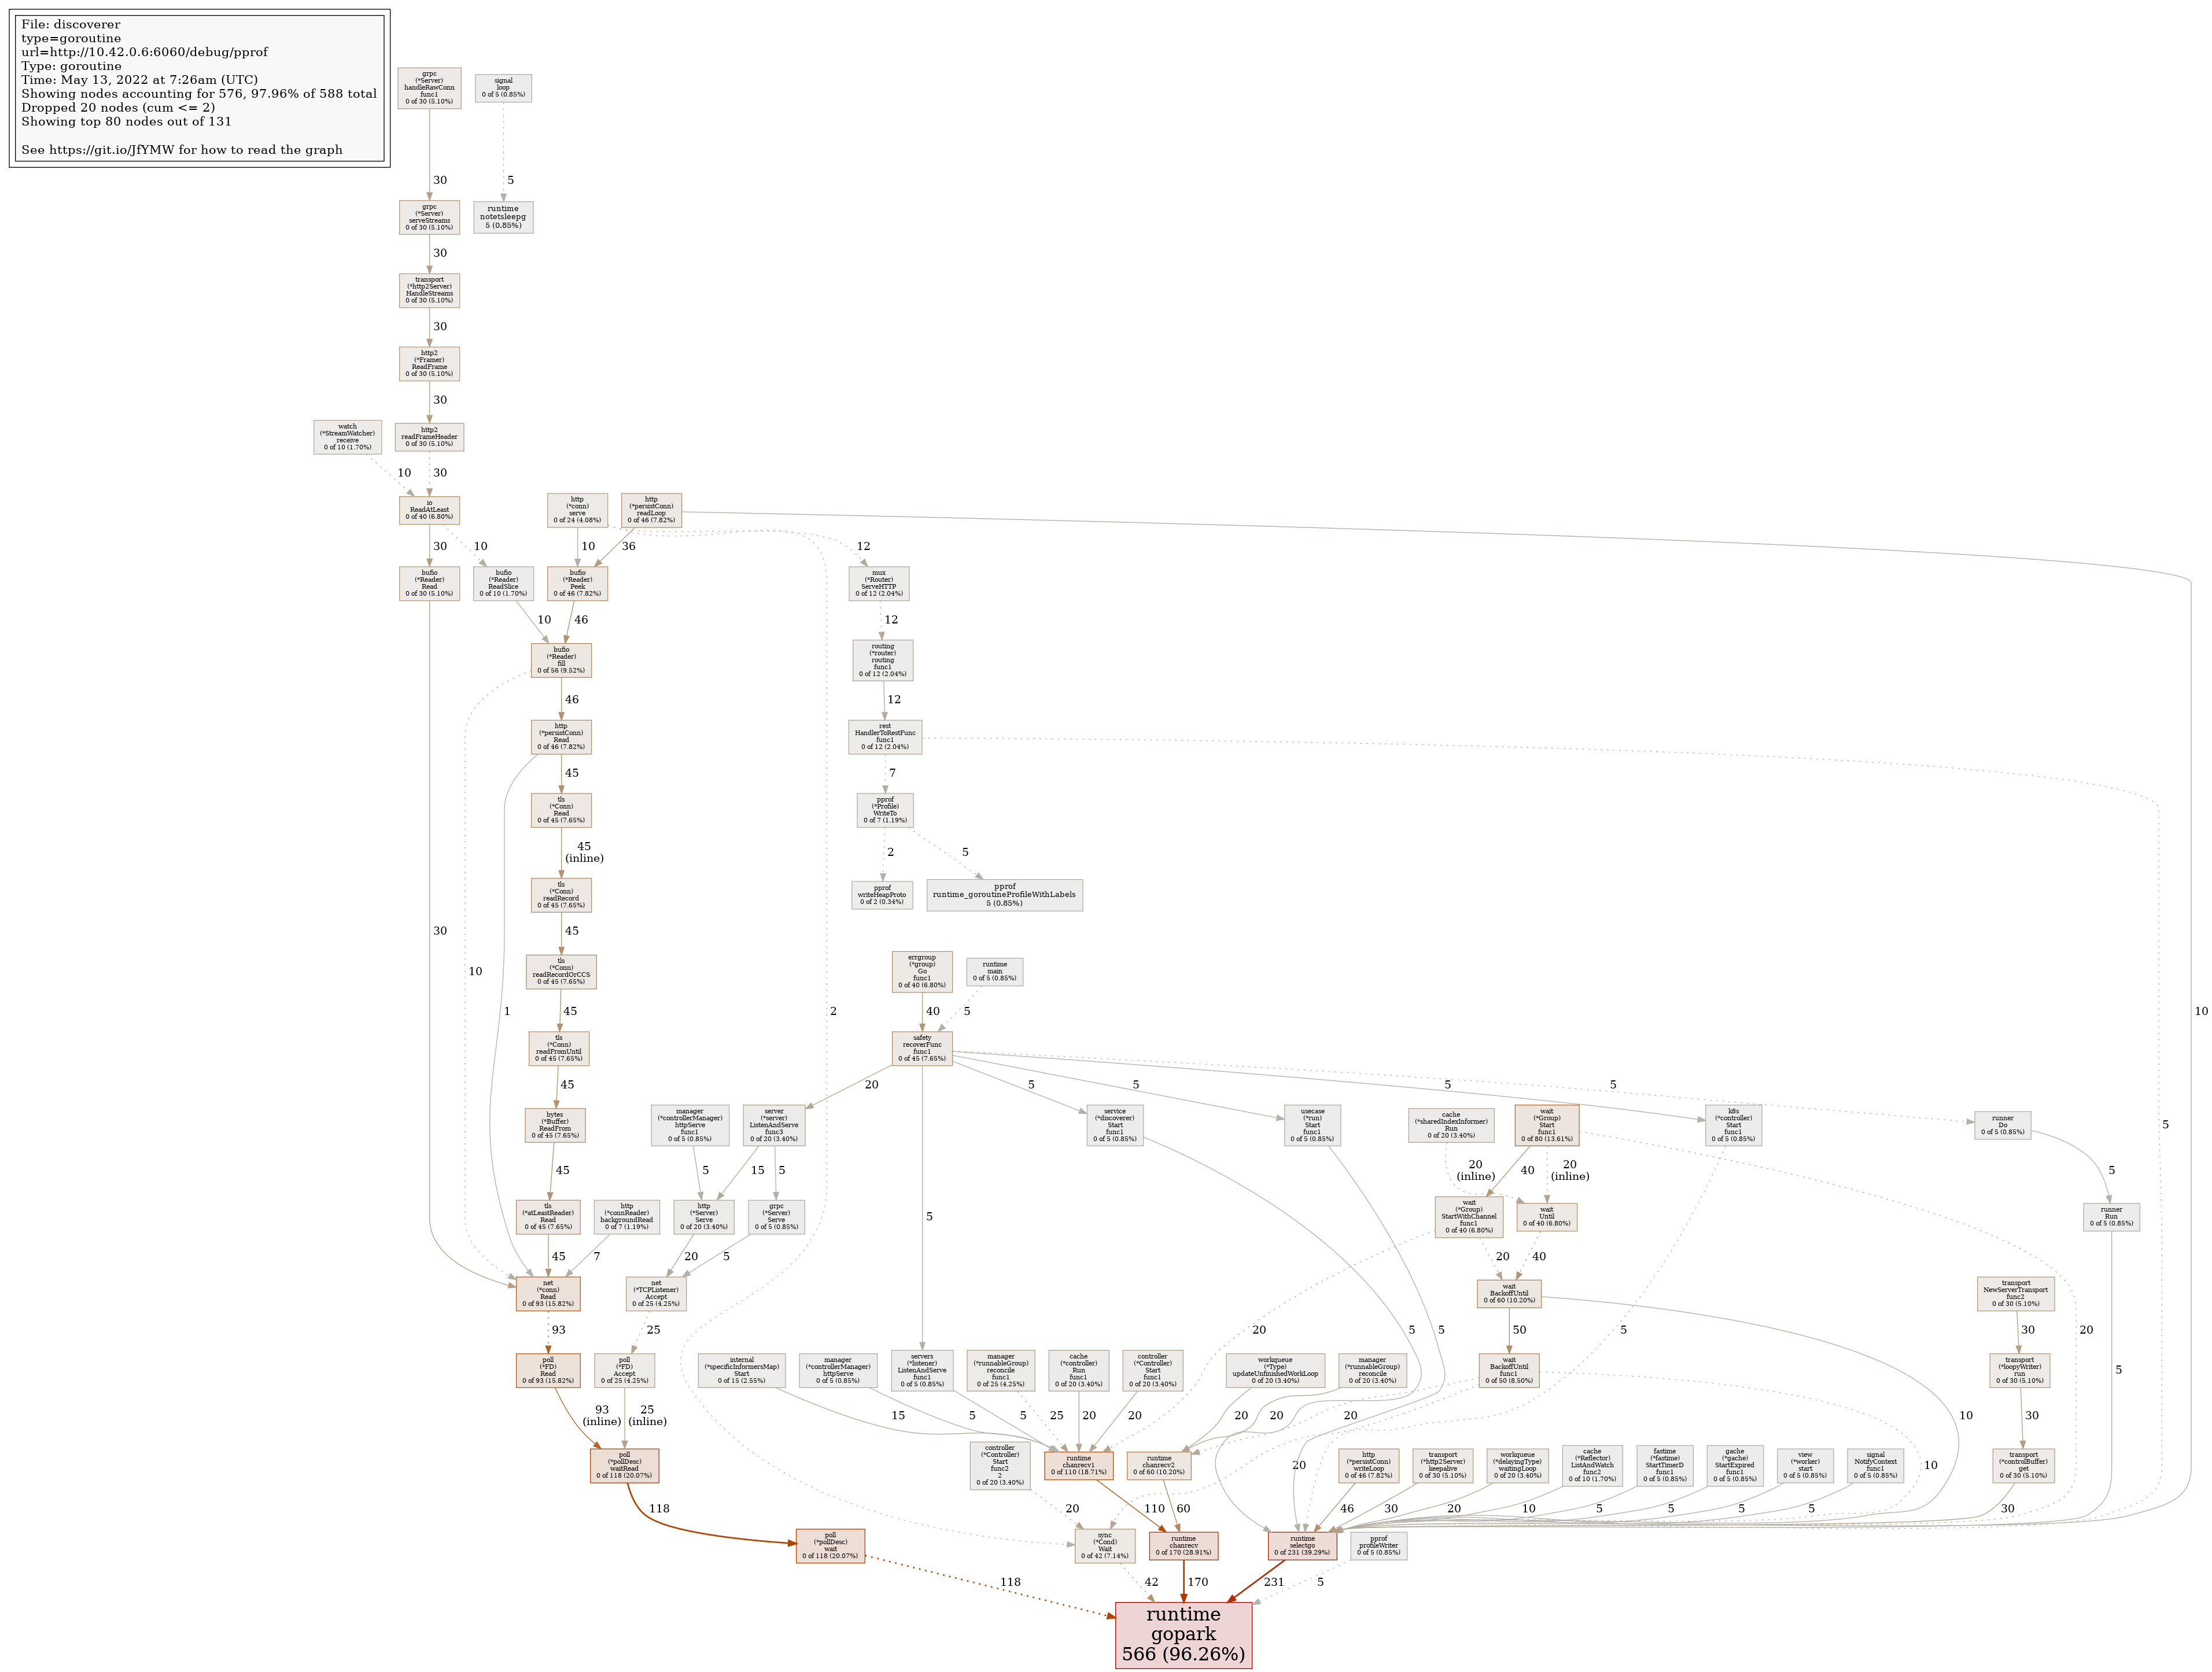 File: discoverer
type=goroutine
url=http://10.42.0.6:6060/debug/pprof
Type: goroutine
Time: May 13, 2022 at 7:26am (UTC)
Showing nodes accounting for 576, 97.96% of 588 total
Dropped 20 nodes (cum <= 2)
Showing top 80 nodes out of 131
See https://git.io/JfYMW for how to read the graph
grpc
(*Server)
handleRawConn
func1
0 of 30 (5.10%)
signal
loop
0 of 5 (0.85%)
30
5
grpc
(*Server)
serveStreams
0 of 30 (5.10%)
runtime
notetsleepg
5 (0.85%)
30
transport
(*http2Server)
HandleStreams
0 of 30 (5.10%)
30
http2
(*Framer)
ReadFrame
0 of 30 (5.10%)
30
watch
(*StreamWatcher)
receive
0 of 10 (1.70%)
http2
readFrameHeader
0 of 30 (5.10%)
10
30
io
ReadAtLeast
0 of 40 (6.80%)
http
(*conn)
serve
0 of 24 (4.08%)
http
(*persistConn)
readLoop
0 of 46 (7.82%)
30
10
10
36
12
bufio
(*Reader)
Read
0 of 30 (5.10%)
bufio
(*Reader)
ReadSlice
0 of 10 (1.70%)
bufio
(*Reader)
Peek
0 of 46 (7.82%)
mux
(*Router)
ServeHTTP
0 of 12 (2.04%)
10
46
12
bufio
(*Reader)
fill
0 of 56 (9.52%)
routing
(*router)
routing
func1
0 of 12 (2.04%)
46
12
http
(*persistConn)
Read
0 of 46 (7.82%)
rest
HandlerToRestFunc
func1
0 of 12 (2.04%)
45
7
tls
(*Conn)
Read
0 of 45 (7.65%)
pprof
(*Profile)
WriteTo
0 of 7 (1.19%)
45
(inline)
2
5
tls
(*Conn)
readRecord
0 of 45 (7.65%)
pprof
writeHeapProto
0 of 2 (0.34%)
pprof
runtime_goroutineProfileWithLabels
5 (0.85%)
30
45
tls
(*Conn)
readRecordOrCCS
0 of 45 (7.65%)
errgroup
(*group)
Go
func1
0 of 40 (6.80%)
runtime
main
0 of 5 (0.85%)
10
1
45
2
40
5
10
tls
(*Conn)
readFromUntil
0 of 45 (7.65%)
safety
recoverFunc
func1
0 of 45 (7.65%)
45
20
5
5
5
5
bytes
(*Buffer)
ReadFrom
0 of 45 (7.65%)
manager
(*controllerManager)
httpServe
func1
0 of 5 (0.85%)
server
(*server)
ListenAndServe
func3
0 of 20 (3.40%)
service
(*discoverer)
Start
func1
0 of 5 (0.85%)
usecase
(*run)
Start
func1
0 of 5 (0.85%)
cache
(*sharedIndexInformer)
Run
0 of 20 (3.40%)
wait
(*Group)
Start
func1
0 of 80 (13.61%)
k8s
(*controller)
Start
func1
0 of 5 (0.85%)
runner
Do
0 of 5 (0.85%)
5
45
5
15
5
20
(inline)
40
20
(inline)
5
tls
(*atLeastReader)
Read
0 of 45 (7.65%)
http
(*connReader)
backgroundRead
0 of 7 (1.19%)
http
(*Server)
Serve
0 of 20 (3.40%)
grpc
(*Server)
Serve
0 of 5 (0.85%)
5
wait
(*Group)
StartWithChannel
func1
0 of 40 (6.80%)
wait
Until
0 of 40 (6.80%)
runner
Run
0 of 5 (0.85%)
45
7
20
5
20
40
net
(*conn)
Read
0 of 93 (15.82%)
net
(*TCPListener)
Accept
0 of 25 (4.25%)
wait
BackoffUntil
0 of 60 (10.20%)
transport
NewServerTransport
func2
0 of 30 (5.10%)
93
25
20
5
5
50
5
30
20
poll
(*FD)
Read
0 of 93 (15.82%)
poll
(*FD)
Accept
0 of 25 (4.25%)
internal
(*specificInformersMap)
Start
0 of 15 (2.55%)
manager
(*controllerManager)
httpServe
0 of 5 (0.85%)
servers
(*listener)
ListenAndServe
func1
0 of 5 (0.85%)
manager
(*runnableGroup)
reconcile
func1
0 of 25 (4.25%)
cache
(*controller)
Run
func1
0 of 20 (3.40%)
controller
(*Controller)
Start
func1
0 of 20 (3.40%)
workqueue
(*Type)
updateUnfinishedWorkLoop
0 of 20 (3.40%)
manager
(*runnableGroup)
reconcile
0 of 20 (3.40%)
wait
BackoffUntil
func1
0 of 50 (8.50%)
transport
(*loopyWriter)
run
0 of 30 (5.10%)
5
93
(inline)
25
(inline)
15
5
5
25
20
20
20
20
20
10
30
poll
(*pollDesc)
waitRead
0 of 118 (20.07%)
controller
(*Controller)
Start
func2
2
0 of 20 (3.40%)
runtime
chanrecv1
0 of 110 (18.71%)
runtime
chanrecv2
0 of 60 (10.20%)
20
http
(*persistConn)
writeLoop
0 of 46 (7.82%)
transport
(*http2Server)
keepalive
0 of 30 (5.10%)
workqueue
(*delayingType)
waitingLoop
0 of 20 (3.40%)
cache
(*Reflector)
ListAndWatch
func2
0 of 10 (1.70%)
fastime
(*fastime)
StartTimerD
func1
0 of 5 (0.85%)
gache
(*gache)
StartExpired
func1
0 of 5 (0.85%)
view
(*worker)
start
0 of 5 (0.85%)
signal
NotifyContext
func1
0 of 5 (0.85%)
10
transport
(*controlBuffer)
get
0 of 30 (5.10%)
118
20
110
60
46
30
20
10
5
5
5
5
30
poll
(*pollDesc)
wait
0 of 118 (20.07%)
sync
(*Cond)
Wait
0 of 42 (7.14%)
runtime
chanrecv
0 of 170 (28.91%)
runtime
selectgo
0 of 231 (39.29%)
pprof
profileWriter
0 of 5 (0.85%)
118
42
170
231
5
runtime
gopark
566 (96.26%)